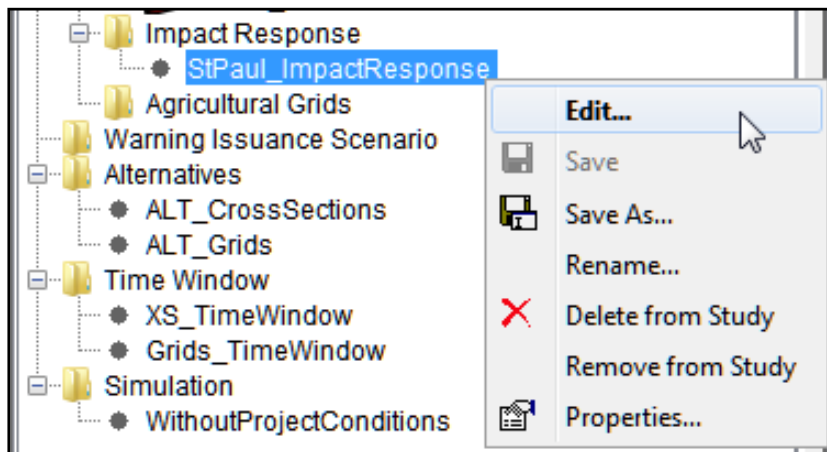 Impact Response
StPaul_ImpactResponse
Agricultural Grids
Warning Issuance Scenario
Alternatives
ALT_CrossSections
ALT_Grids
Time Window
XS_TimeWindow
Grids_TimeWindow
Simulation
WithoutProjectConditions
Edit...
Save
Save As...
Rename...
Delete from Study
Remove from Study
Properties...